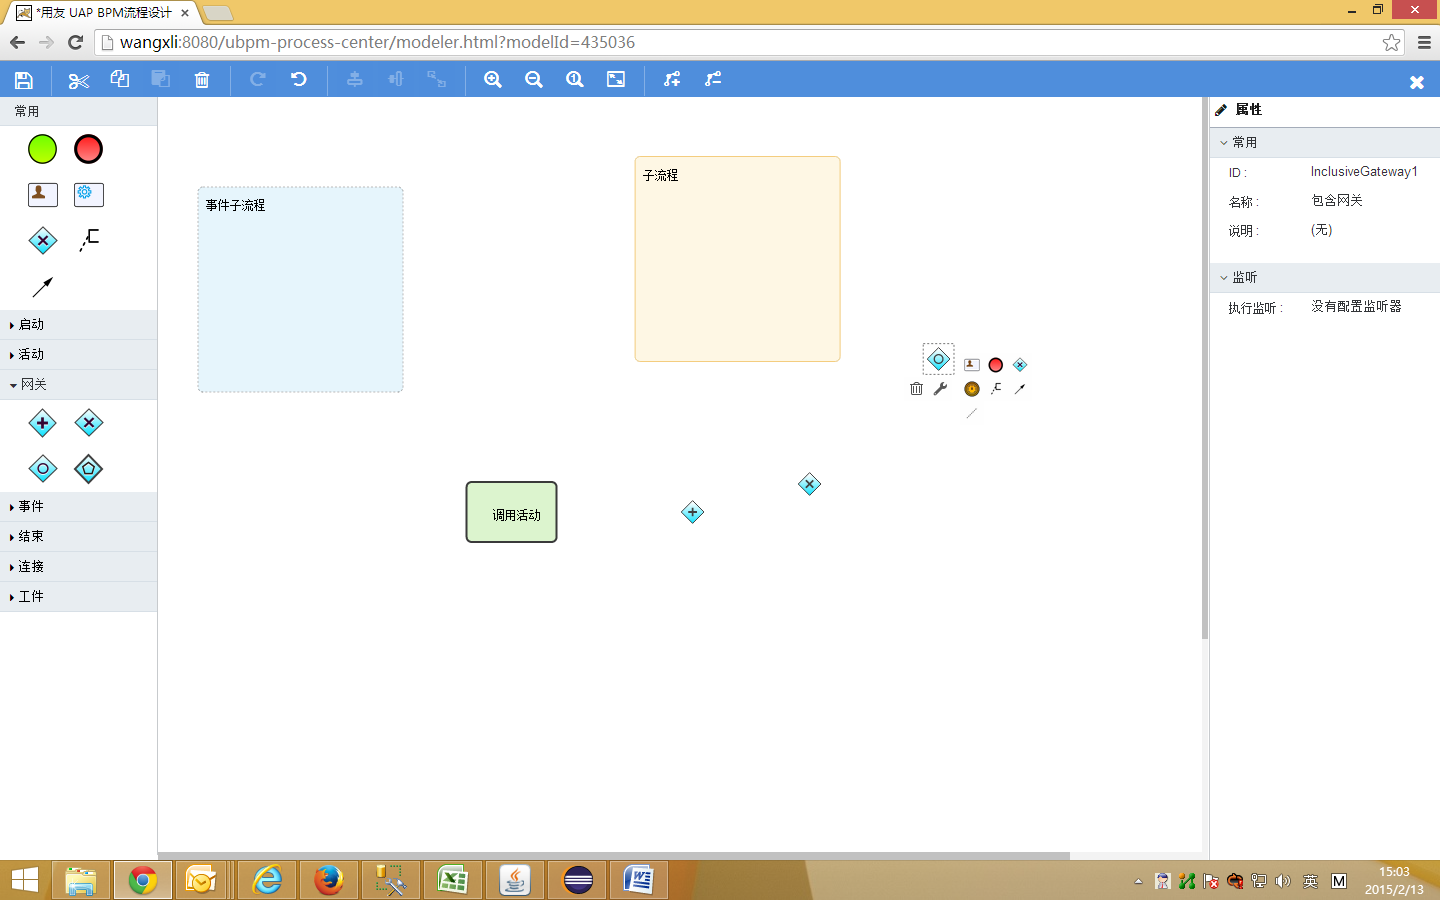 *用友 UAP BPM流程设计
wangxli:8080/ubpm-process-center/modeler.html?modelId=435036
常用
启动
活动
网关
事件
结束
连接
工件
事件子流程
子流程
调用活动
属性
常用
ID : InclusiveGateway1
名称 : 包含网关
说明 : (无)
监听
执行监听 : 没有配置监听器
英
M
15:03
2015/2/13